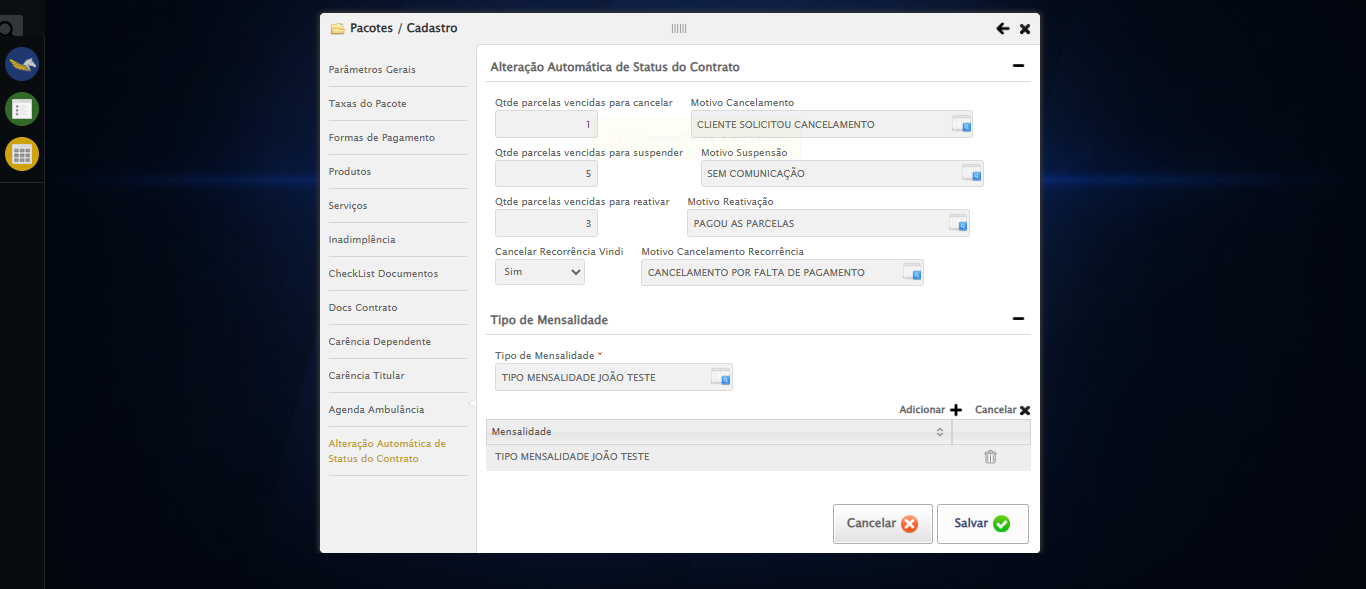 Pacotes / Cadastro
Parâmetros Gerais
Taxas do Pacote
Formas de Pagamento
Produtos
Serviços
Inadimplência
CheckList Documentos
Docs Contrato
Carência Dependente
Carência Titular
Agenda Ambulância
Alteração Automática de
Status do Contrato
Alteração Automática de Status do Contrato
Qtde parcelas vencidas para cancelar Motivo Cancelamento
1 CLIENTE SOLICITOU CANCELAMENTO
Qtde parcelas vencidas para suspender Motivo Suspensão
5 SEM COMUNICAÇÃO
Qtde parcelas vencidas para reativar Motivo Reativação
3 PAGOU AS PARCELAS
Cancelar Recorrência Vindi Motivo Cancelamento Recorrência
Sim CANCELAMENTO POR FALTA DE PAGAMENTO
Tipo de Mensalidade
Tipo de Mensalidade *
TIPO MENSALIDADE JOÃO TESTE
Adicionar Cancelar
Mensalidade
TIPO MENSALIDADE JOÃO TESTE
Cancelar Salvar